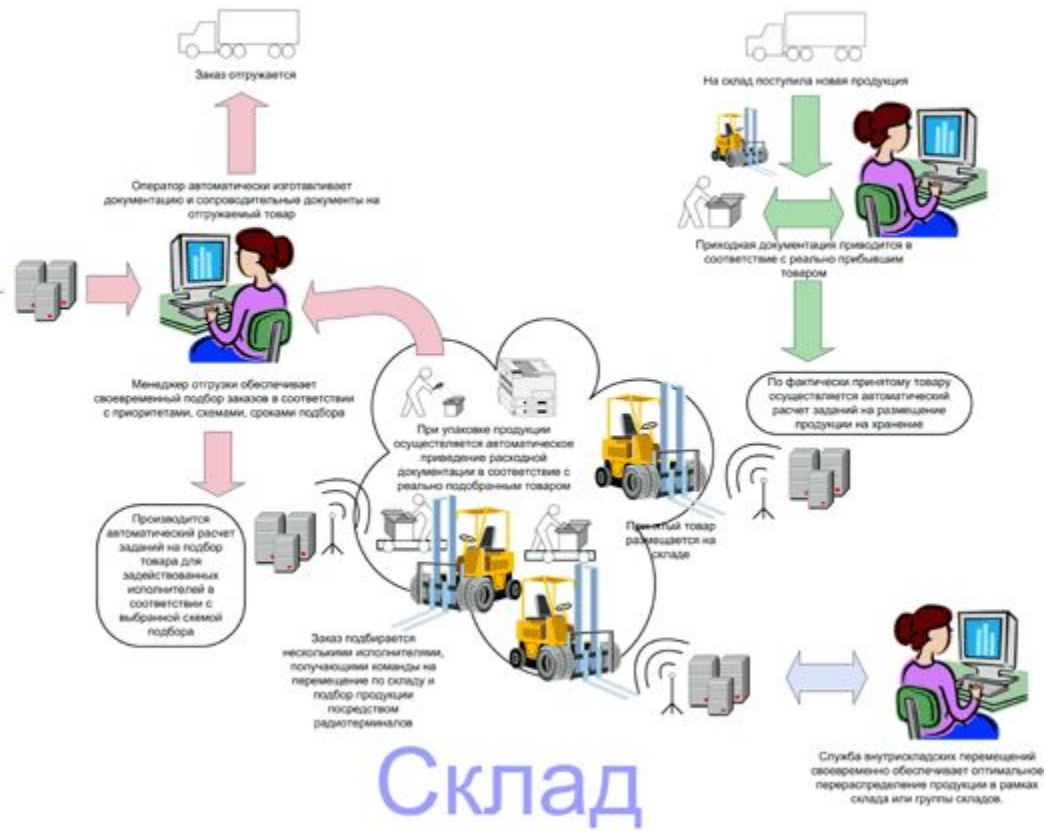 Заказ отгружается
На склад поступила новая продукция
Оператор автоматически изготавливает
документацию и сопроводительные документы на
отгружаемый товар
Приходная документация приводится в
соответствие с реально прибывшим
товаром
Менеджер отгрузки обеспечивает
своевременный подбор заказов в соответствии
с приоритетами, схемами, сроками подбора
По фактически принятому товару
осуществляется автоматический
расчет заданий на размещение
продукции на хранение
При упаковке продукции
осуществляется автоматическое
приведение расходной
документации в соответствие с
реально подобранным товаром
Производится
автоматический расчет
заданий на подбор
товара для
задействованных
исполнителей в
соответствии с
выбранной схемой
подбора
Принятый товар
размещается на
складе
Заказ подбирается
несколькими исполнителями,
получающими команды на
перемещение по складу и
подбор продукции
посредством
радиотерминалов
Служба внутрискладских перемещений
своевременно обеспечивает оптимальное
перераспределение продукции в рамках
склада или группы складов.
Склад